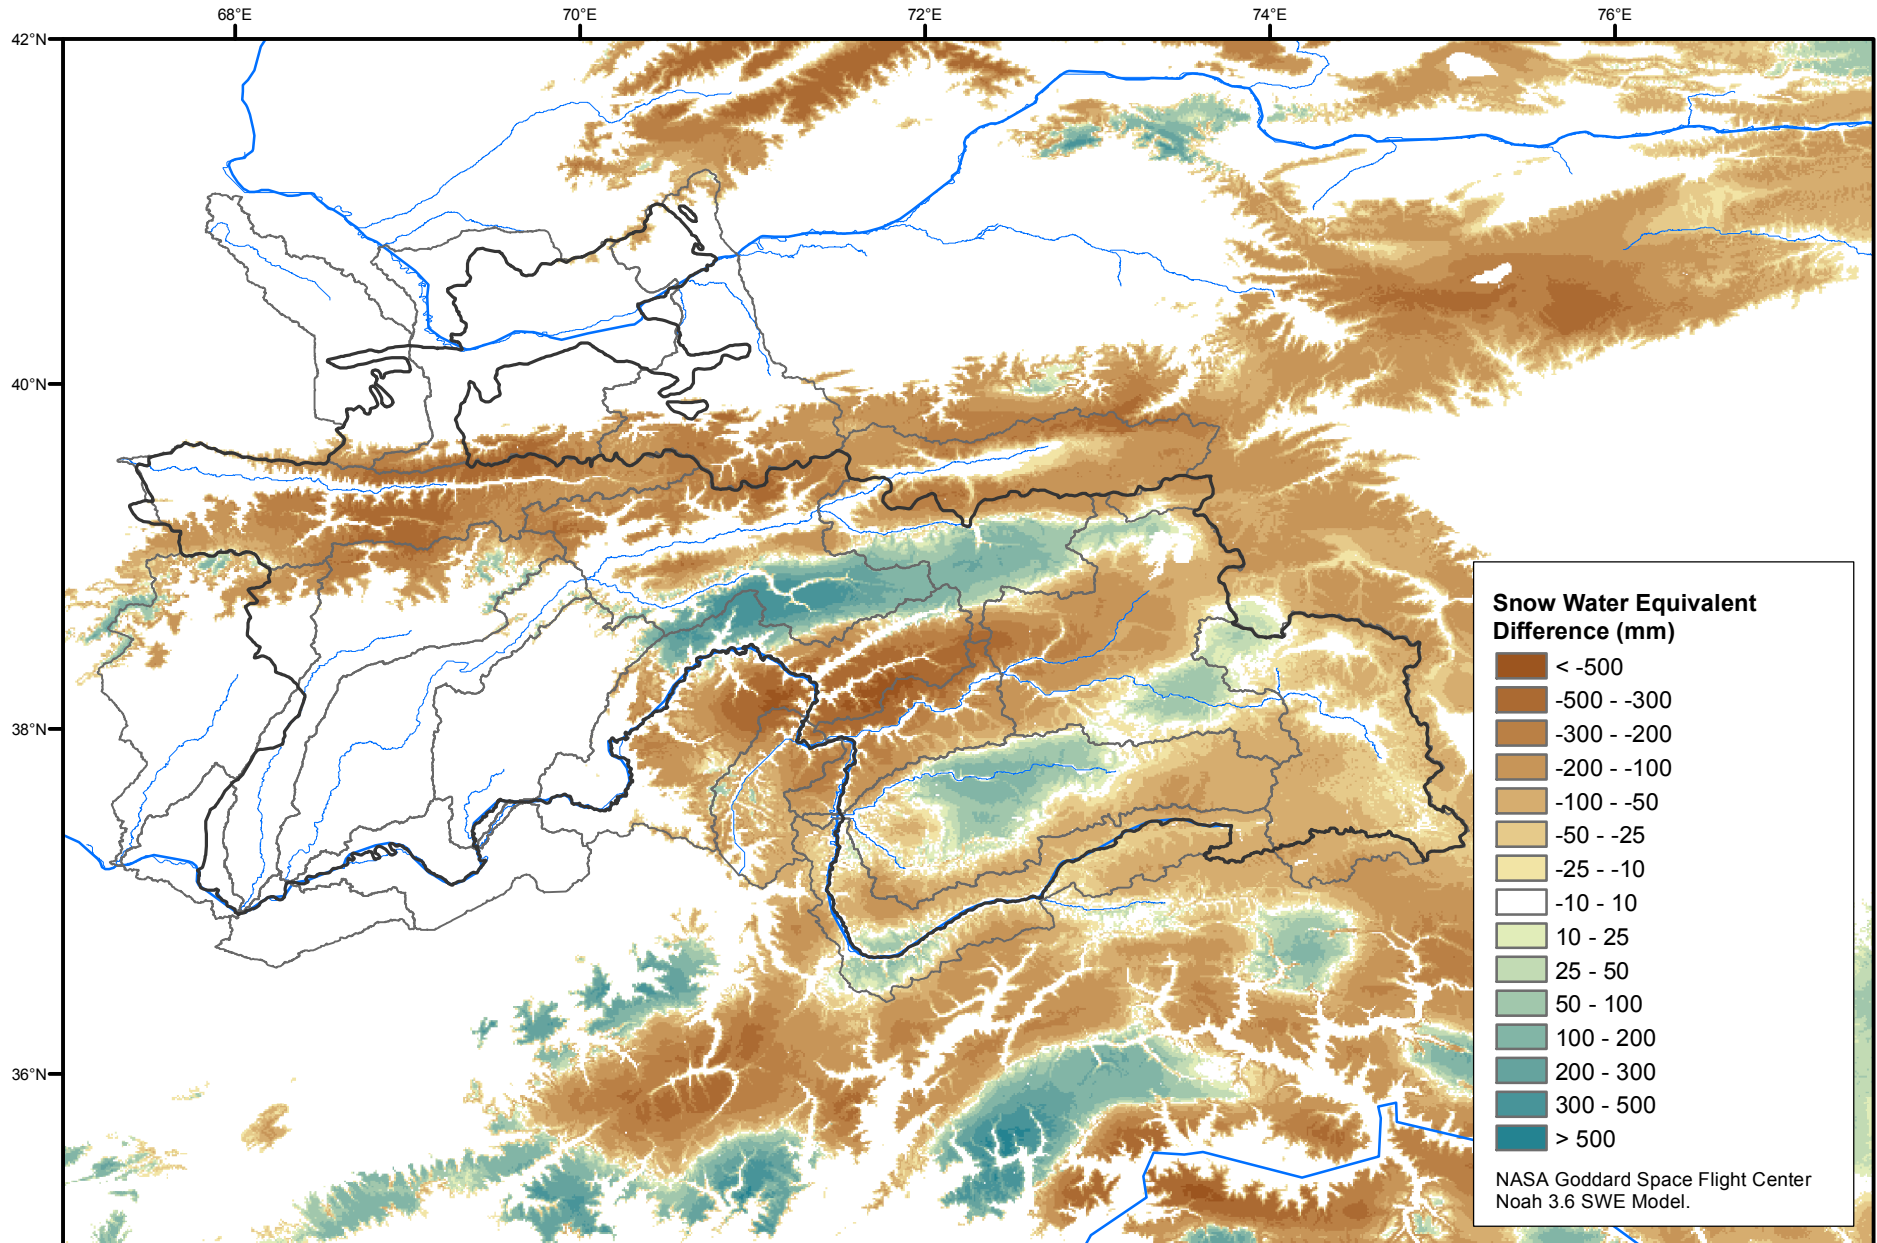 68°E 70°E 72°E 74°E 76°E
42°N
40°N
38°N
36°N
Snow Water Equivalent
Difference (mm)
< -500
-500 - -300
-300 - -200
-200 - -100
-100 - -50
-50 - -25
-25 - -10
-10 - 10
10 - 25
25 - 50
50 - 100
100 - 200
200 - 300
300 - 500
> 500
NASA Goddard Space Flight Center
Noah 3.6 SWE Model.